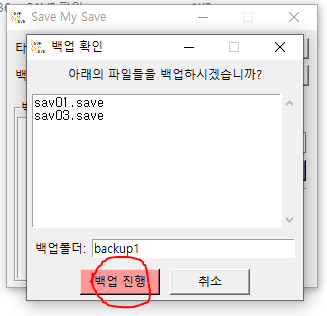 Save My Save
백업 확인
아래의 파일들을 백업하시겠습니까?
sav01.save
sav03.save
백업폴더: backup1
백업 진행
취소